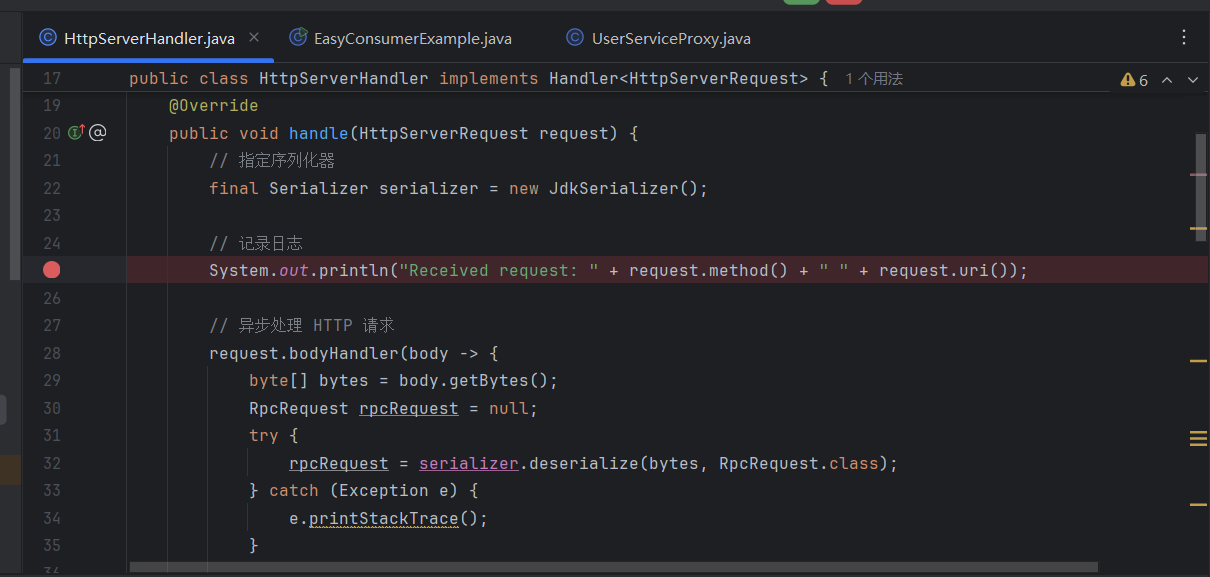 HttpServerHandler.java EasyConsumerExample.java UserServiceProxy.java
17 public class HttpServerHandler implements Handler<HttpServerRequest> { 1 个用法 6
19 @Override
20 public void handle(HttpServerRequest request) {
21 // 指定序列化器
22 final Serializer serializer = new JdkSerializer();
23
24 // 记录日志
System.out.println("Received request: " + request.method() + " " + request.uri());
26
27 // 异步处理 HTTP 请求
28 request.bodyHandler(body -> {
29 byte[] bytes = body.getBytes();
30 RpcRequest rpcRequest = null;
31 try {
32 rpcRequest = serializer.deserialize(bytes, RpcRequest.class);
33 } catch (Exception e) {
34 e.printStackTrace();
35 }